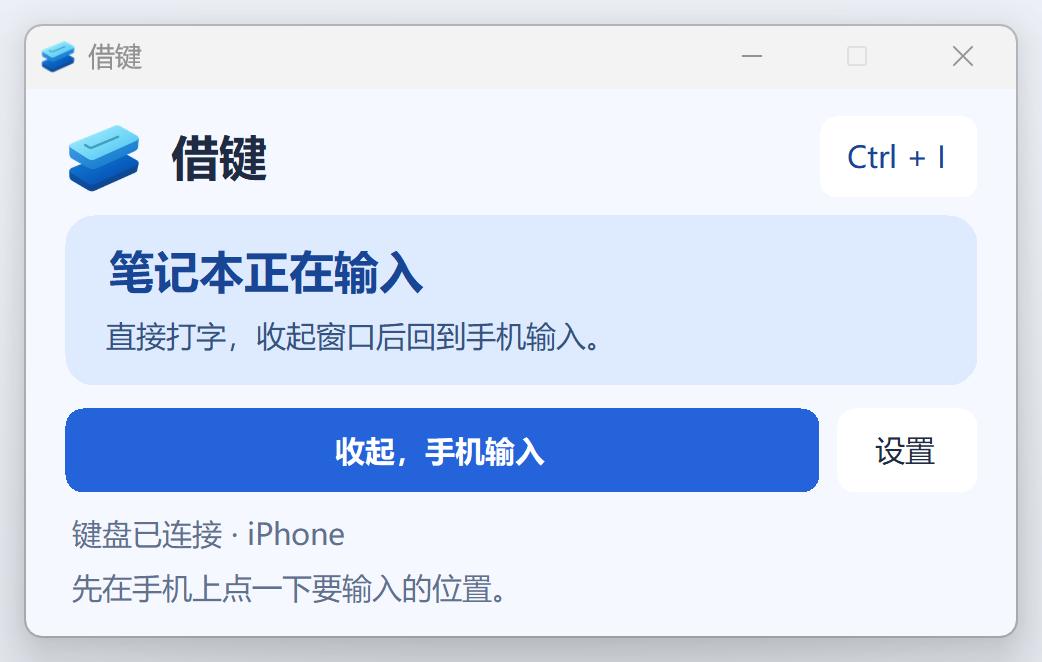 借键
借键
Ctrl + I
笔记本正在输入
直接打字，收起窗口后回到手机输入。
收起，手机输入
设置
键盘已连接 · iPhone
先在手机上点一下要输入的位置。